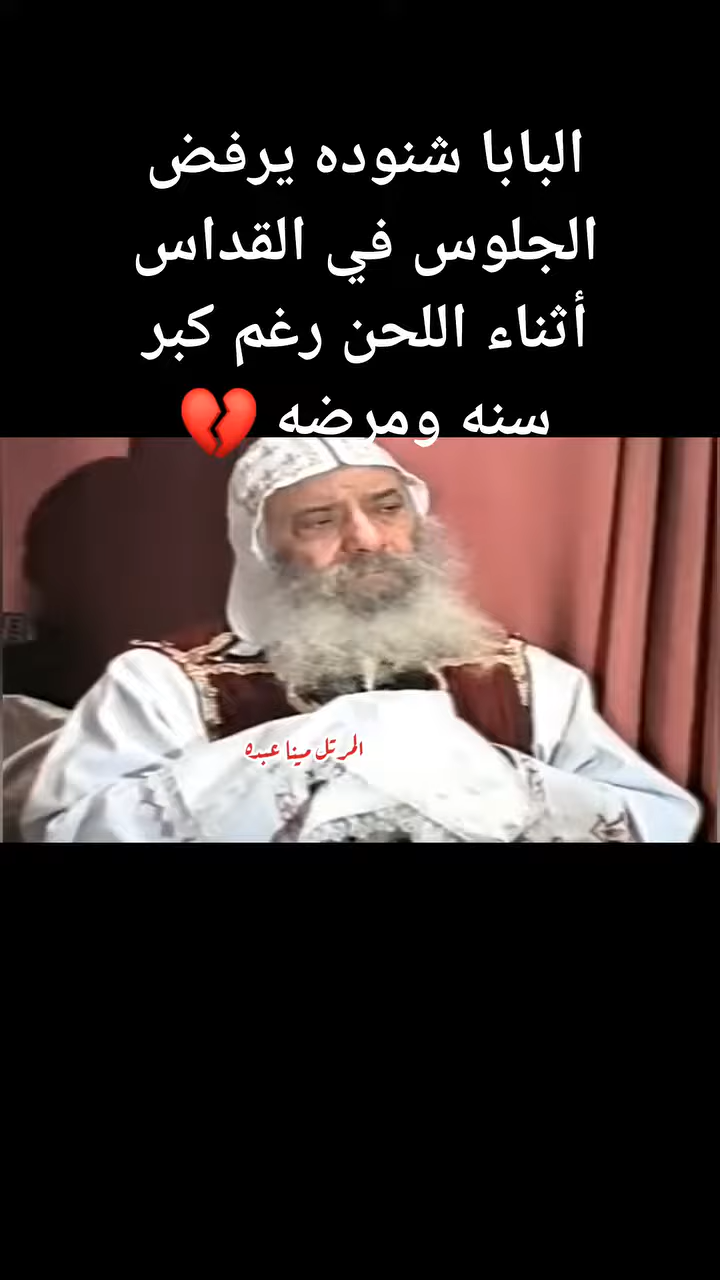 البابا شنوده يرفض
الجلوس في القداس
أثناء اللحن رغم كبر
سنه ومرضه 💔
المرتل مينا عبده